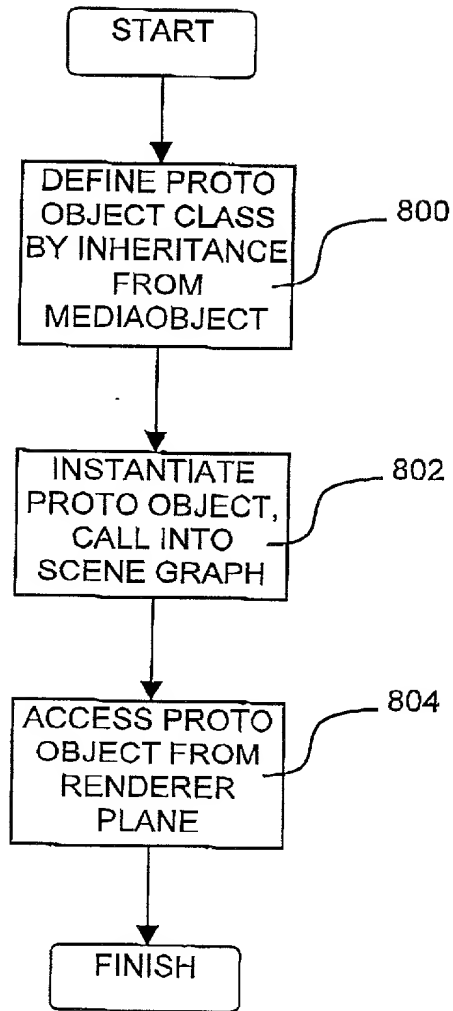 START
DEFINE PROTO
OBJECT CLASS
BY INHERITANCE
FROM
MEDIAOBJECT
800
INSTANTIATE
PROTO OBJECT,
CALL INTO
SCENE GRAPH
802
ACCESS PROTO
OBJECT FROM
RENDERER
PLANE
804
FINISH